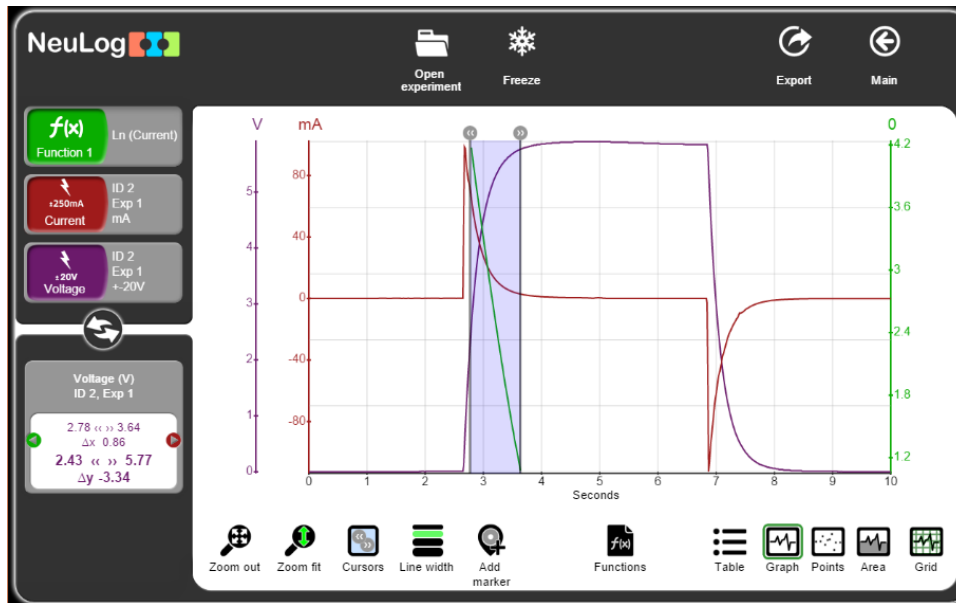 NeuLog
Open
experiment
Freeze
Export
Main
f(x)
Function 1
Ln (Current)
±250mA
Current
ID 2
Exp 1
mA
±20V
Voltage
ID 2
Exp 1
+-20V
Voltage (V)
ID 2, Exp 1
2.78 ‹‹ ›› 3.64
Δx 0.86
2.43 ‹‹ ›› 5.77
Δy -3.34
V
mA
0
5
4
3
2
1
0
80
40
0
-40
-80
4.2
3.6
3
2.4
1.8
1.2
0 1 2 3 4 5 6 7 8 9 10
Seconds
Zoom out
Zoom fit
Cursors
Line width
Add
marker
f(x)
Functions
Table
Graph
Points
Area
Grid